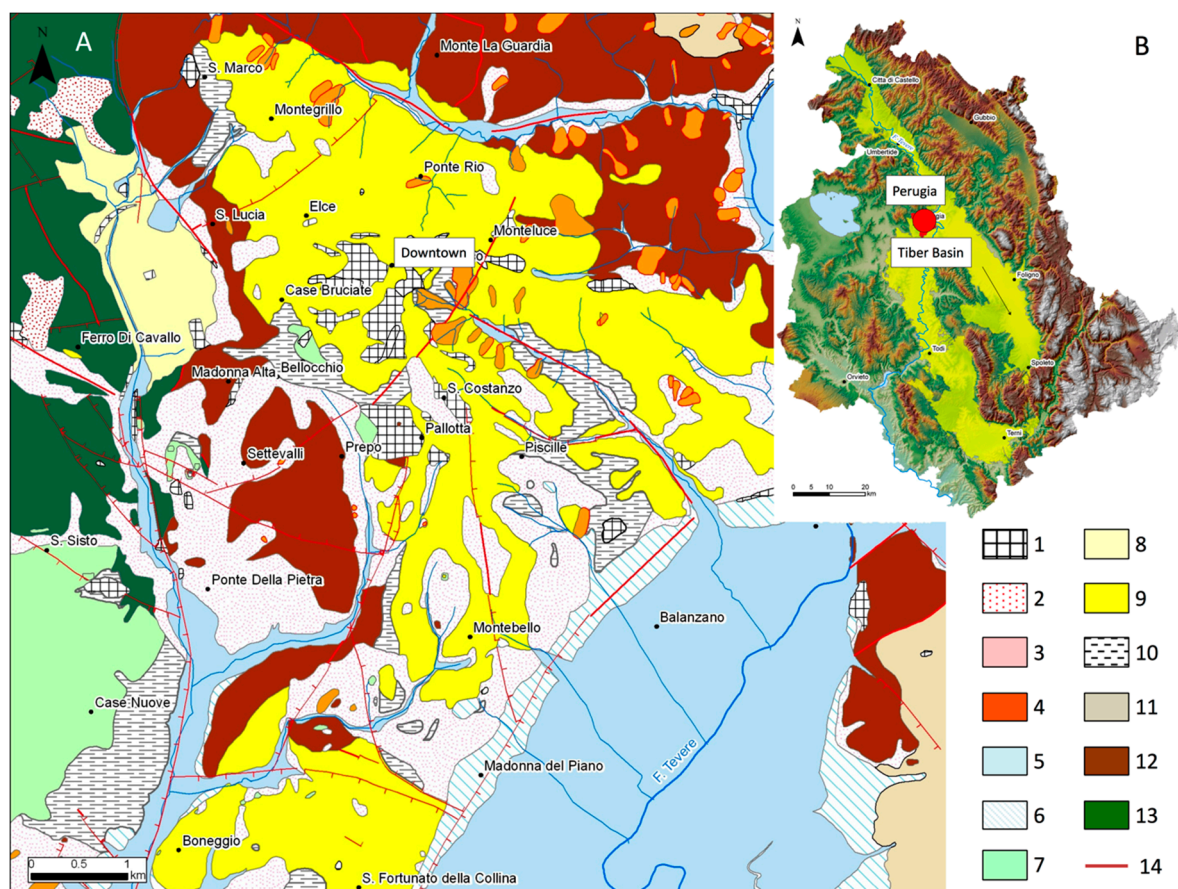 A
N
Monte La Guardia
S. Marco
Montegrillo
Ponte Rio
Elce
S. Lucia
Monteluce
Downtown
Case Bruciate
Ferro Di Cavallo
Bellocchio
Madonna Alta
S. Costanzo
Pallotta
Settevalli
Prepo
Piscille
S. Sisto
Ponte Della Pietra
Balanzano
Montebello
Case Nuove
F. Tevere
Madonna del Piano
Boneggio
0 0.5 1
km
S. Fortunato della Collina
B
N
Citta di Castello
Gubbio
Umbertide
Perugia
Tiber Basin
Foligno
Todi
Spoleto
Orvieto
Terni
0 5 10 20
km
1
2
3
4
5
6
7
8
9
10
11
12
13
14